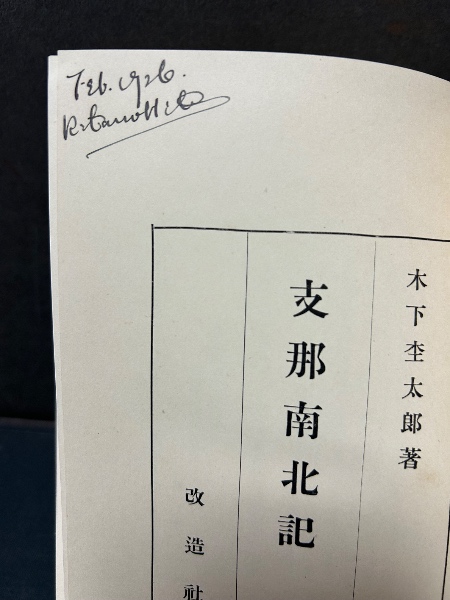 Feb. 1926.
木下杢太郎著
支那南北記
改造社